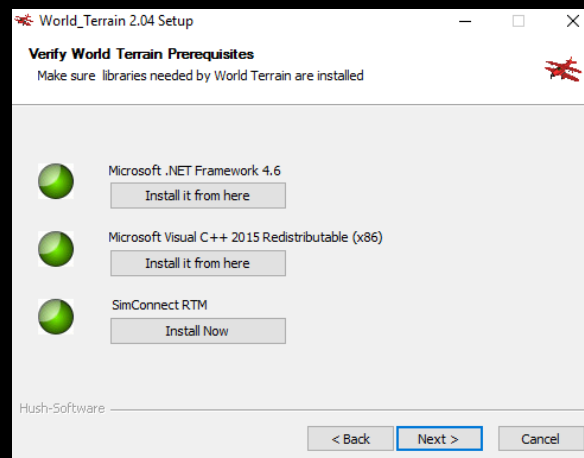 World_Terrain 2.04 Setup
Verify World Terrain Prerequisites
Make sure libraries needed by World Terrain are installed
Microsoft .NET Framework 4.6
Install it from here
Microsoft Visual C++ 2015 Redistributable (x86)
Install it from here
SimConnect RTM
Install Now
Hush-Software
< Back Next > Cancel